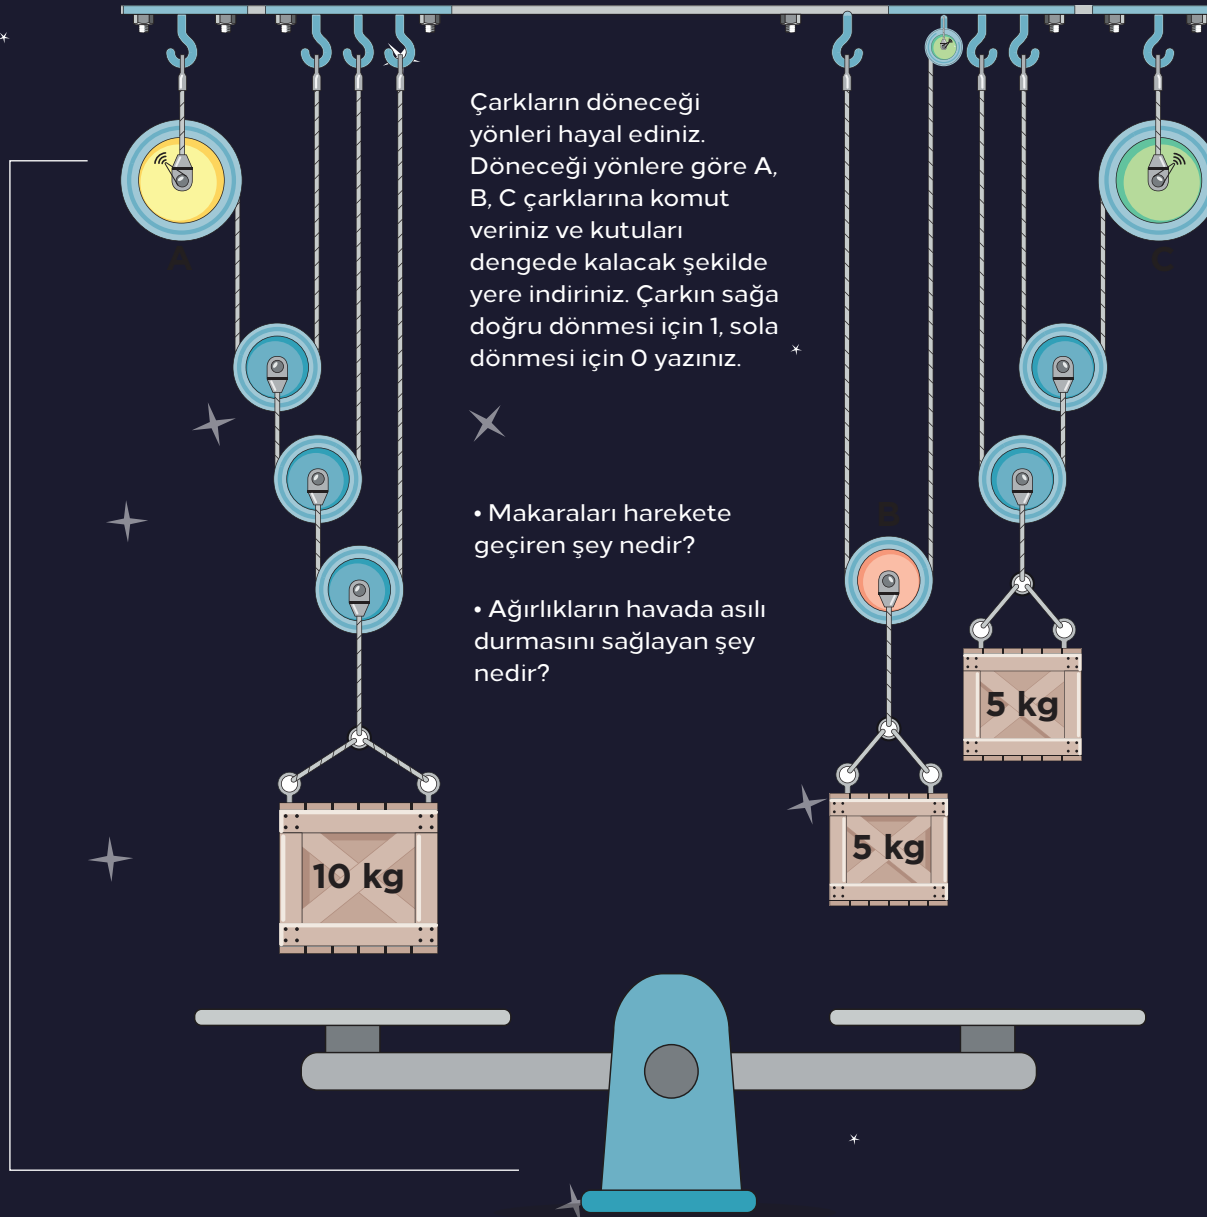 Çarkların döneceği
yönleri hayal ediniz.
Döneceği yönlere göre A,
B, C çarklarına komut
veriniz ve kutuları
dengede kalacak şekilde
yere indiriniz. Çarkın sağa
doğru dönmesi için 1, sola
dönmesi için 0 yazınız.
A
C
• Makaraları harekete
geçiren şey nedir?
B
• Ağırlıkların havada asılı
durmasını sağlayan şey
nedir?
5 kg
5 kg
10 kg